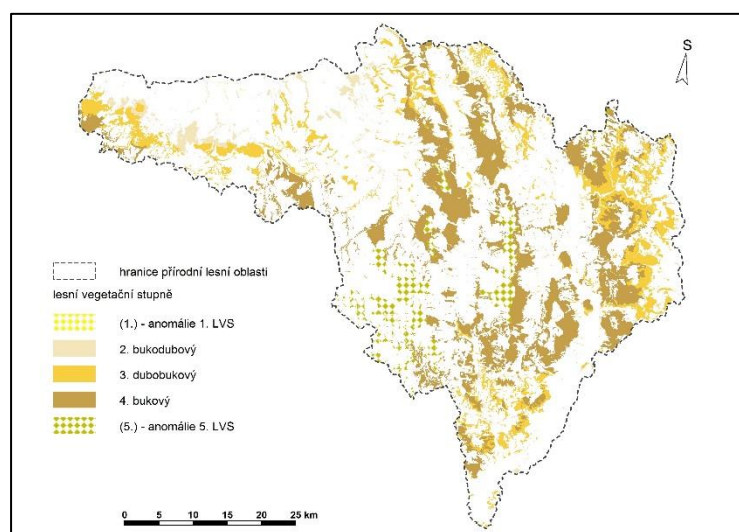 S
hranice přírodní lesní oblasti
lesní vegetační stupně
(1.) - anomálie 1. LVS
2. bukodubový
3. dubobukový
4. bukový
(5.) - anomálie 5. LVS
0 5 10 15 20 25 km